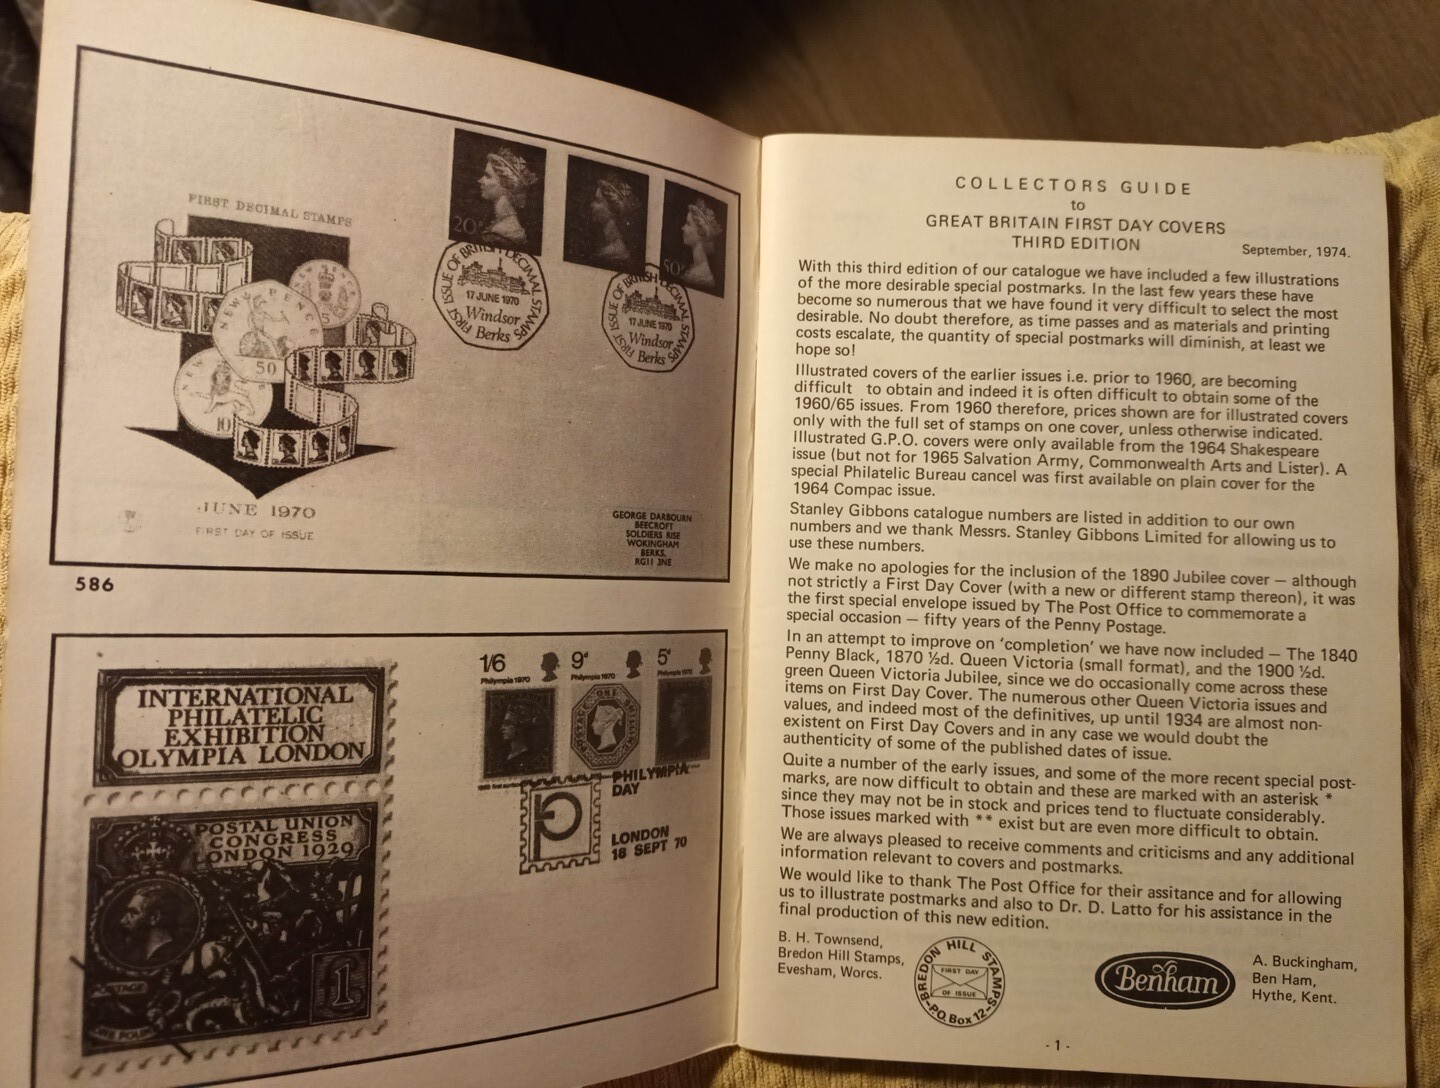 FIRST DECIMAL STAMPS
NEW PENCE
50
5
NEW
10
JUNE 1970
FIRST DAY OF ISSUE
20
50
FIRST ISSUE OF BRITISH DECIMAL STAMPS
17 JUNE 1970
Windsor
Berks
FIRST ISSUE OF BRITISH DECIMAL STAMPS
17 JUNE 1970
Windsor
Berks
GEORGE DARBOURN
BEECROFT
SOLDIERS RISE
WOKINGHAM
BERKS.
RG11 3NE
586
INTERNATIONAL
PHILATELIC
EXHIBITION
OLYMPIA LONDON
POSTAL UNION
CONGRESS
LONDON 1929
POSTAGE
£1
1/6
Philympia 1970
9d
Philympia 1970
5d
Philympia 1970
PHILYMPIA
DAY
LONDON
18 SEPT 70
COLLECTORS GUIDE
to
GREAT BRITAIN FIRST DAY COVERS
THIRD EDITION
September, 1974.
With this third edition of our catalogue we have included a few illustrations
of the more desirable special postmarks. In the last few years these have
become so numerous that we have found it very difficult to select the most
desirable. No doubt therefore, as time passes and as materials and printing
costs escalate, the quantity of special postmarks will diminish, at least we
hope so!
Illustrated covers of the earlier issues i.e. prior to 1960, are becoming
difficult to obtain and indeed it is often difficult to obtain some of the
1960/65 issues. From 1960 therefore, prices shown are for illustrated covers
only with the full set of stamps on one cover, unless otherwise indicated.
Illustrated G.P.O. covers were only available from the 1964 Shakespeare
issue (but not for 1965 Salvation Army, Commonwealth Arts and Lister). A
special Philatelic Bureau cancel was first available on plain cover for the
1964 Compac issue.
Stanley Gibbons catalogue numbers are listed in addition to our own
numbers and we thank Messrs. Stanley Gibbons Limited for allowing us to
use these numbers.
We make no apologies for the inclusion of the 1890 Jubilee cover — although
not strictly a First Day Cover (with a new or different stamp thereon), it was
the first special envelope issued by The Post Office to commemorate a
special occasion — fifty years of the Penny Postage.
In an attempt to improve on 'completion' we have now included — The 1840
Penny Black, 1870 ½d. Queen Victoria (small format), and the 1900 ½d.
green Queen Victoria Jubilee, since we do occasionally come across these
items on First Day Cover. The numerous other Queen Victoria issues and
values, and indeed most of the definitives, up until 1934 are almost non-
existent on First Day Covers and in any case we would doubt the
authenticity of some of the published dates of issue.
Quite a number of the early issues, and some of the more recent special post-
marks, are now difficult to obtain and these are marked with an asterisk *
since they may not be in stock and prices tend to fluctuate considerably.
Those issues marked with ** exist but are even more difficult to obtain.
We are always pleased to receive comments and criticisms and any additional
information relevant to covers and postmarks.
We would like to thank The Post Office for their assitance and for allowing
us to illustrate postmarks and also to Dr. D. Latto for his assistance in the
final production of this new edition.
B. H. Townsend,
Bredon Hill Stamps,
Evesham, Worcs.
BREDON HILL STAMPS
FIRST DAY
OF ISSUE
P.O. Box 12
Benham
A. Buckingham,
Ben Ham,
Hythe, Kent.
- 1 -